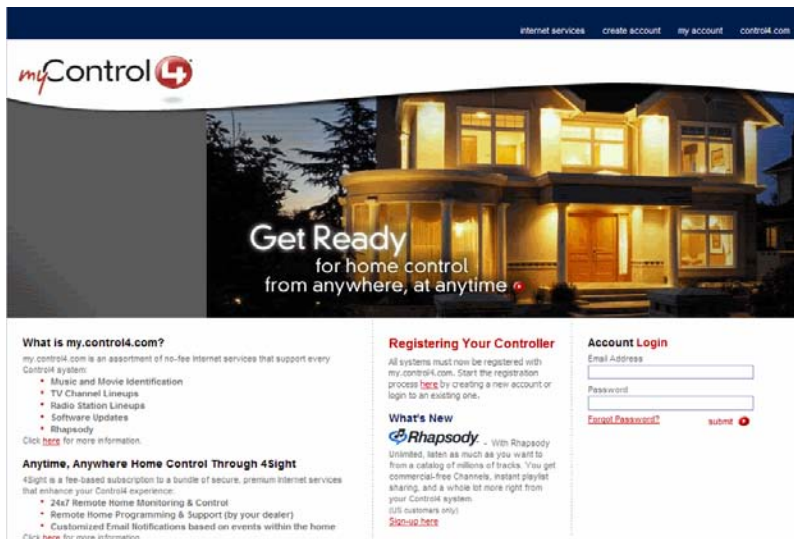 internet services create account my account control4.com
myControl4
Get Ready
for home control
from anywhere, at anytime
What is my.control4.com?
my.control4.com is an assortment of no-fee internet services that support every
Control4 system:
• Music and Movie Identification
• TV Channel Lineups
• Radio Station Lineups
• Software Updates
• Rhapsody
Click here for more information.
Anytime, Anywhere Home Control Through 4Sight
4Sight is a fee-based subscription to a bundle of secure, premium Internet services
that enhance your Control4 experience:
• 24x7 Remote Home Monitoring & Control
• Remote Home Programming & Support (by your dealer)
• Customized Email Notifications based on events within the home
Click here for more information.
Registering Your Controller
All systems must now be registered with
my.control4.com. Start the registration
process here by creating a new account or
login to an existing one.
What's New
Rhapsody. - With Rhapsody
Unlimited, listen as much as you want to
from a catalog of millions of tracks. You get
commercial-free Channels, instant playlist
sharing, and a whole lot more right from
your Control4 system.
(US customers only)
Sign-up here
Account Login
Email Address
Password
Forgot Password?
submit